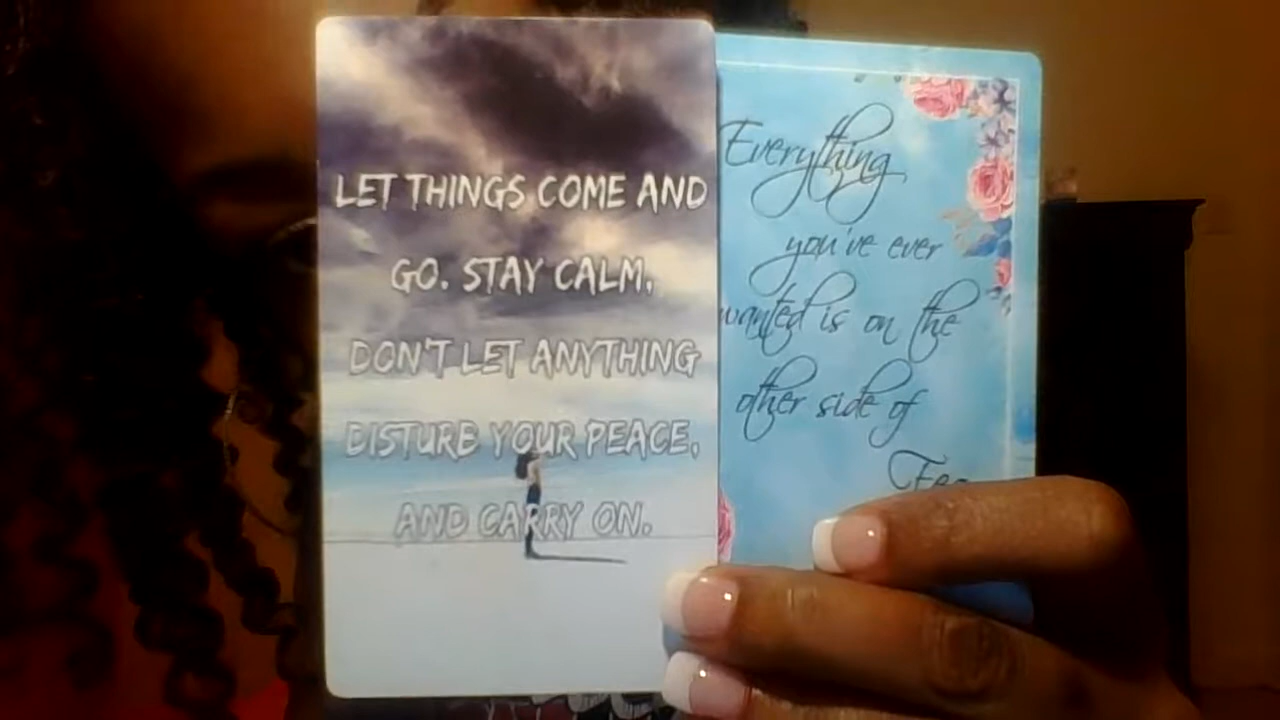 LET THINGS COME AND
GO. STAY CALM,
DON'T LET ANYTHING
DISTURB YOUR PEACE,
AND CARRY ON.
Everything
you've ever
wanted is on the
other side of